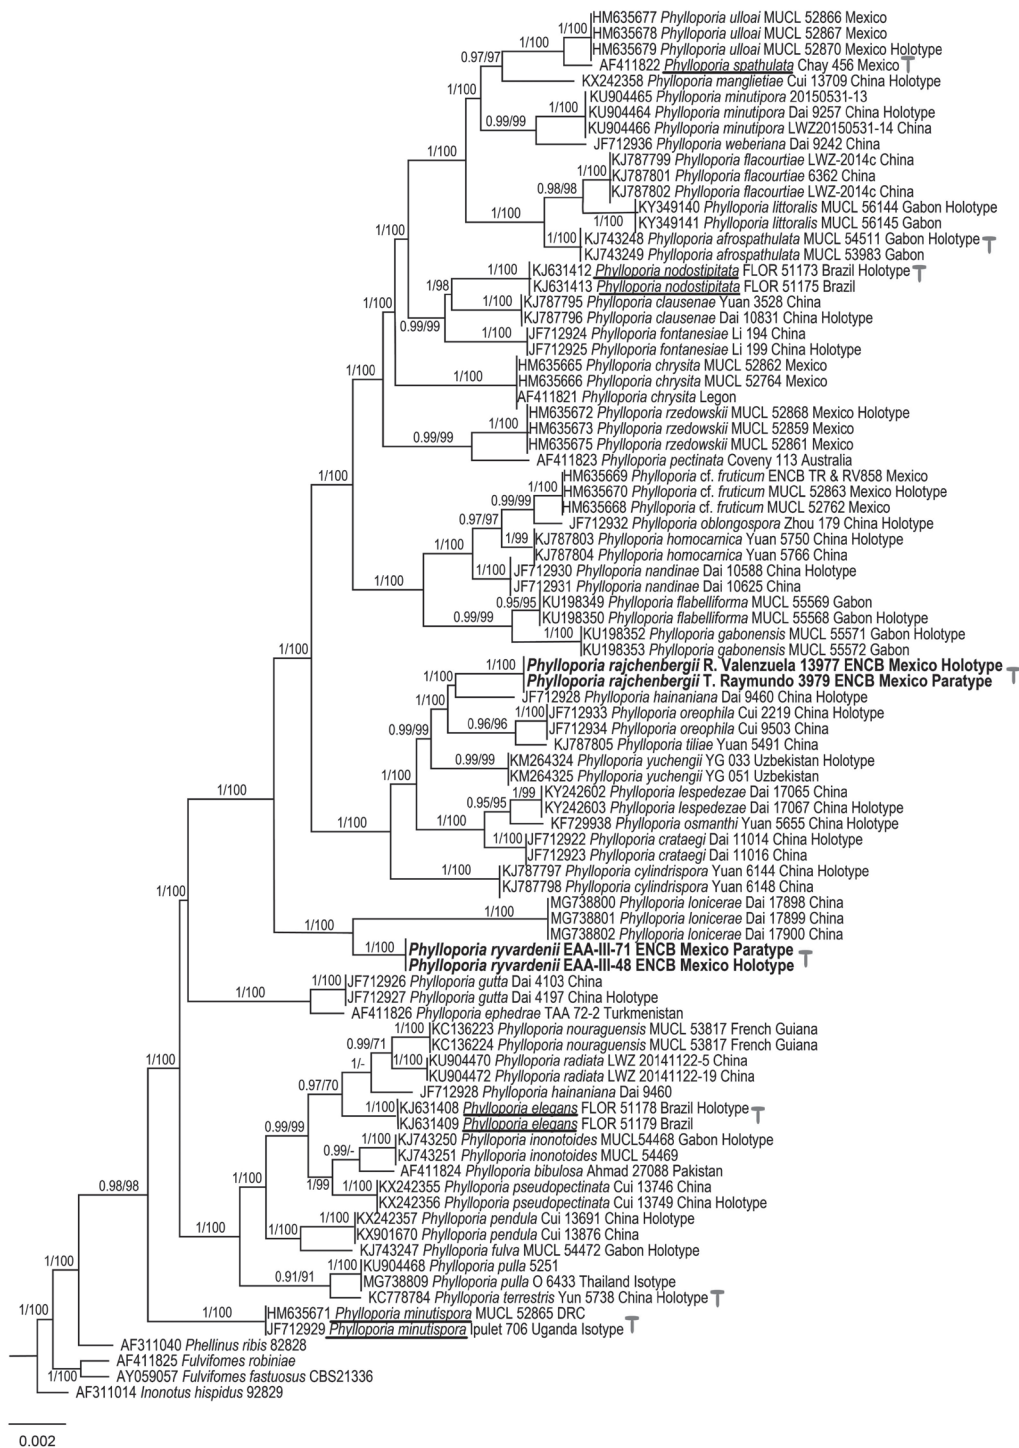 HM635677 Phylloporia ulloai MUCL 52866 Mexico
HM635678 Phylloporia ulloai MUCL 52867 Mexico
1/100
HM635679 Phylloporia ulloai MUCL 52870 Mexico Holotype
0.97/97
AF411822 Phylloporia spathulata Chay 456 Mexico
KX242358 Phylloporia manglietiae Cui 13709 China Holotype
1/100
KU904465 Phylloporia minutipora 20150531-13
1/100
KU904464 Phylloporia minutipora Dai 9257 China Holotype
0.99/99
KU904466 Phylloporia minutipora LWZ20150531-14 China
JF712936 Phylloporia weberiana Dai 9242 China
1/100
KJ787799 Phylloporia flacourtiae LWZ-2014c China
1/100
KJ787801 Phylloporia flacourtiae 6362 China
0.98/98
KJ787802 Phylloporia flacourtiae LWZ-2014c China
KY349140 Phylloporia littoralis MUCL 56144 Gabon Holotype
1/100
1/100
KY349141 Phylloporia littoralis MUCL 56145 Gabon
1/100
1/100
KJ743248 Phylloporia afrospathulata MUCL 54511 Gabon Holotype
KJ743249 Phylloporia afrospathulata MUCL 53983 Gabon
1/100
KJ631412 Phylloporia nodostipitata FLOR 51173 Brazil Holotype
1/98
KJ631413 Phylloporia nodostipitata FLOR 51175 Brazil
1/100
1/100
KJ787795 Phylloporia clausenae Yuan 3528 China
KJ787796 Phylloporia clausenae Dai 10831 China Holotype
0.99/99
1/100
JF712924 Phylloporia fontanesiae Li 194 China
JF712925 Phylloporia fontanesiae Li 199 China Holotype
HM635665 Phylloporia chrysita MUCL 52862 Mexico
1/100
1/100
HM635666 Phylloporia chrysita MUCL 52764 Mexico
AF411821 Phylloporia chrysita Legon
HM635672 Phylloporia rzedowskii MUCL 52868 Mexico Holotype
1/100
HM635673 Phylloporia rzedowskii MUCL 52859 Mexico
0.99/99
HM635675 Phylloporia rzedowskii MUCL 52861 Mexico
AF411823 Phylloporia pectinata Coveny 113 Australia
1/100
HM635669 Phylloporia cf. fruticum ENCB TR & RV858 Mexico
1/100
HM635670 Phylloporia cf. fruticum MUCL 52863 Mexico Holotype
0.99/99
HM635668 Phylloporia cf. fruticum MUCL 52762 Mexico
0.97/97
JF712932 Phylloporia oblongospora Zhou 179 China Holotype
1/99
KJ787803 Phylloporia homocarnica Yuan 5750 China Holotype
1/100
KJ787804 Phylloporia homocarnica Yuan 5766 China
1/100
JF712930 Phylloporia nandinae Dai 10588 China Holotype
1/100
JF712931 Phylloporia nandinae Dai 10625 China
0.95/95
KU198349 Phylloporia flabelliforma MUCL 55569 Gabon
0.99/99
KU198350 Phylloporia flabelliforma MUCL 55568 Gabon Holotype
1/100
KU198352 Phylloporia gabonensis MUCL 55571 Gabon Holotype
KU198353 Phylloporia gabonensis MUCL 55572 Gabon
1/100
1/100
Phylloporia rajchenbergii R. Valenzuela 13977 ENCB Mexico Holotype
1/100
Phylloporia rajchenbergii T. Raymundo 3979 ENCB Mexico Paratype
JF712928 Phylloporia hainaniana Dai 9460 China Holotype
1/100
1/100
JF712933 Phylloporia oreophila Cui 2219 China Holotype
0.99/99
0.96/96
JF712934 Phylloporia oreophila Cui 9503 China
KJ787805 Phylloporia tiliae Yuan 5491 China
0.99/99
KM264324 Phylloporia yuchengii YG 033 Uzbekistan Holotype
1/100
KM264325 Phylloporia yuchengii YG 051 Uzbekistan
1/100
1/99
KY242602 Phylloporia lespedezae Dai 17065 China
0.95/95
KY242603 Phylloporia lespedezae Dai 17067 China Holotype
1/100
1/100
KF729938 Phylloporia osmanthi Yuan 5655 China Holotype
1/100
JF712922 Phylloporia crataegi Dai 11014 China Holotype
JF712923 Phylloporia crataegi Dai 11016 China
1/100
KJ787797 Phylloporia cylindrispora Yuan 6144 China Holotype
1/100
KJ787798 Phylloporia cylindrispora Yuan 6148 China
MG738800 Phylloporia lonicerae Dai 17898 China
1/100
MG738801 Phylloporia lonicerae Dai 17899 China
1/100
MG738802 Phylloporia lonicerae Dai 17900 China
1/100
Phylloporia ryvardenii EAA-III-71 ENCB Mexico Paratype
Phylloporia ryvardenii EAA-III-48 ENCB Mexico Holotype
1/100
JF712926 Phylloporia gutta Dai 4103 China
1/100
JF712927 Phylloporia gutta Dai 4197 China Holotype
AF411826 Phylloporia ephedrae TAA 72-2 Turkmenistan
1/100
KC136223 Phylloporia nouraguensis MUCL 53817 French Guiana
0.99/71
KC136224 Phylloporia nouraguensis MUCL 53817 French Guiana
1/100
1/-
1/100
KU904470 Phylloporia radiata LWZ 20141122-5 China
KU904472 Phylloporia radiata LWZ 20141122-19 China
0.97/70
JF712928 Phylloporia hainaniana Dai 9460
1/100
KJ631408 Phylloporia elegans FLOR 51178 Brazil Holotype
0.99/99
KJ631409 Phylloporia elegans FLOR 51179 Brazil
1/100
KJ743250 Phylloporia inonotoides MUCL54468 Gabon Holotype
0.99/-
KJ743251 Phylloporia inonotoides MUCL 54469
AF411824 Phylloporia bibulosa Ahmad 27088 Pakistan
1/100
1/99
1/100
KX242355 Phylloporia pseudopectinata Cui 13746 China
0.98/98
KX242356 Phylloporia pseudopectinata Cui 13749 China Holotype
1/100
KX242357 Phylloporia pendula Cui 13691 China Holotype
1/100
1/100
KX901670 Phylloporia pendula Cui 13876 China
KJ743247 Phylloporia fulva MUCL 54472 Gabon Holotype
1/100
1/100
KU904468 Phylloporia pulla 5251
0.91/91
MG738809 Phylloporia pulla O 6433 Thailand Isotype
KC778784 Phylloporia terrestris Yun 5738 China Holotype
1/100
1/100
HM635671 Phylloporia minutispora MUCL 52865 DRC
JF712929 Phylloporia minutispora Ipulet 706 Uganda Isotype
AF311040 Phellinus ribis 82828
AF411825 Fulvifomes robiniae
1/100
AY059057 Fulvifomes fastuosus CBS21336
AF311014 Inonotus hispidus 92829
0.002